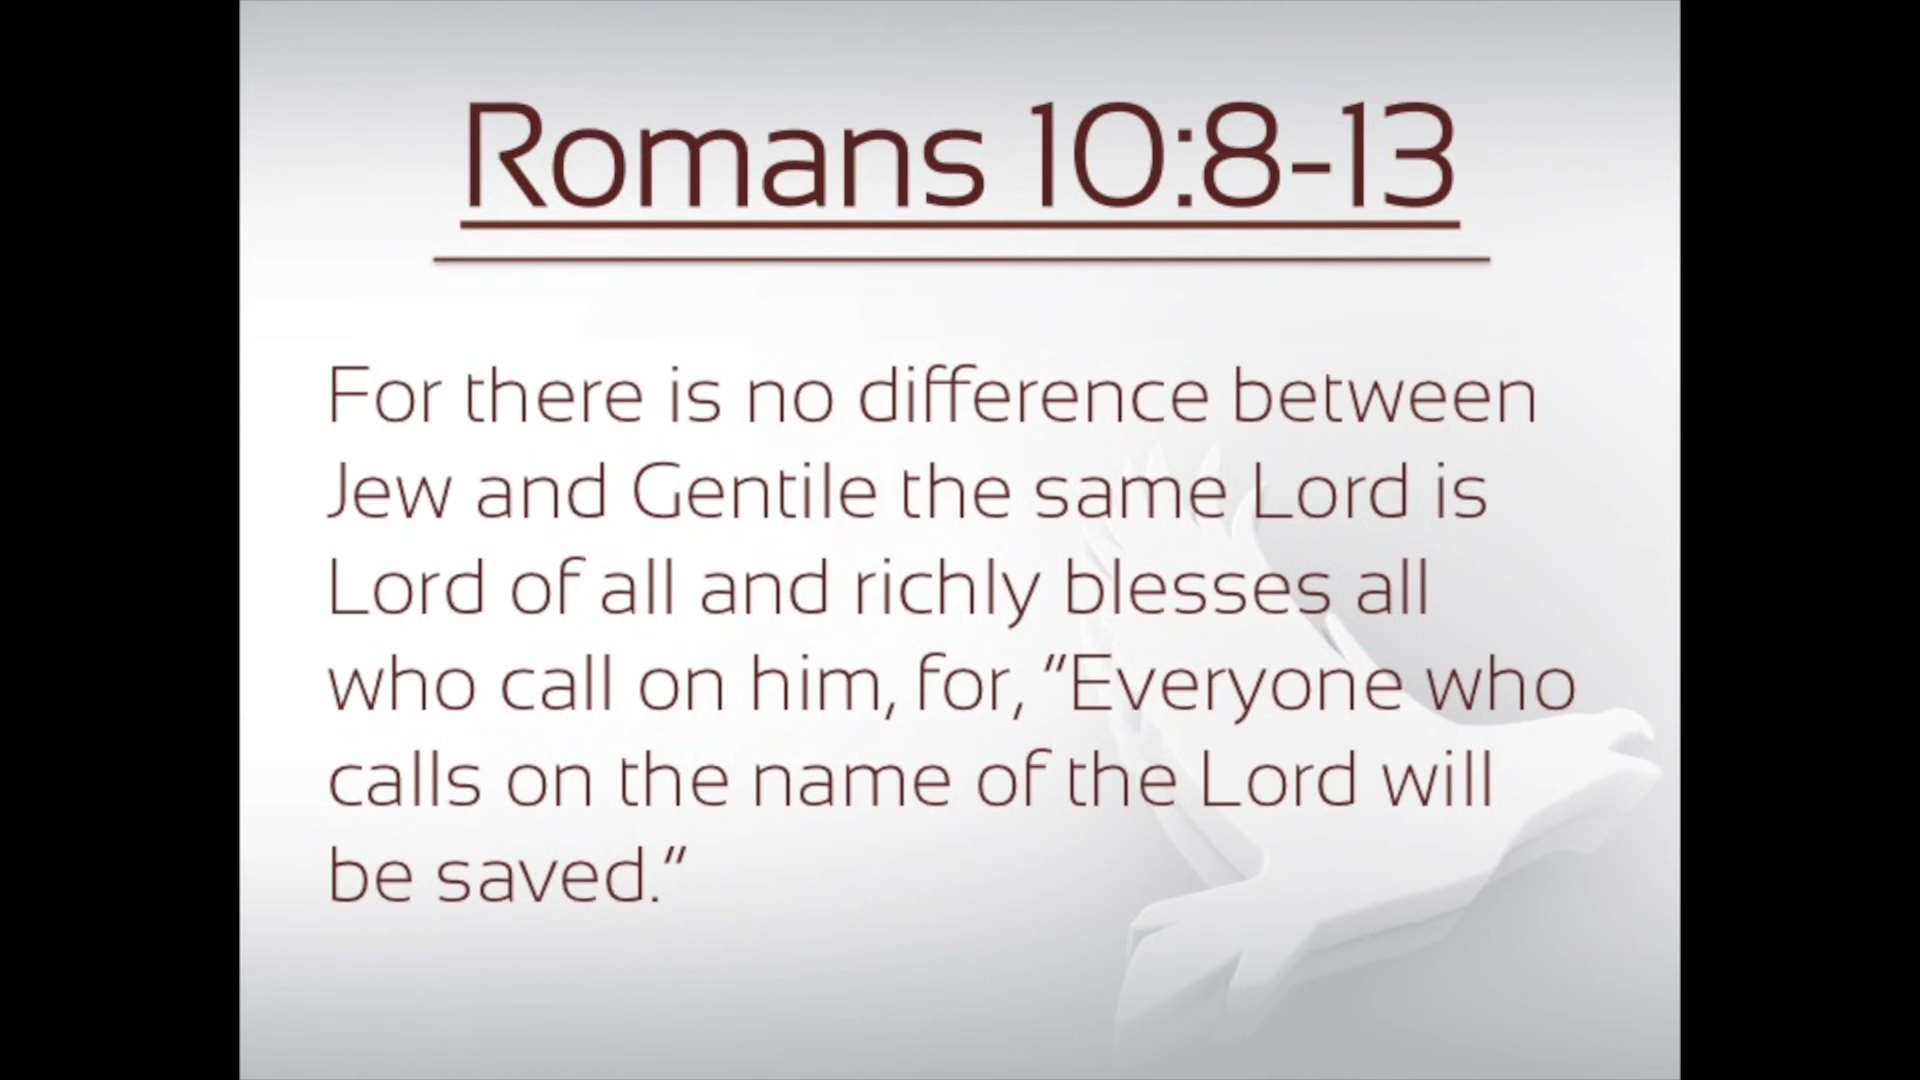 Romans 10:8-13
For there is no difference between
Jew and Gentile the same Lord is
Lord of all and richly blesses all
who call on him, for, "Everyone who
calls on the name of the Lord will
be saved."